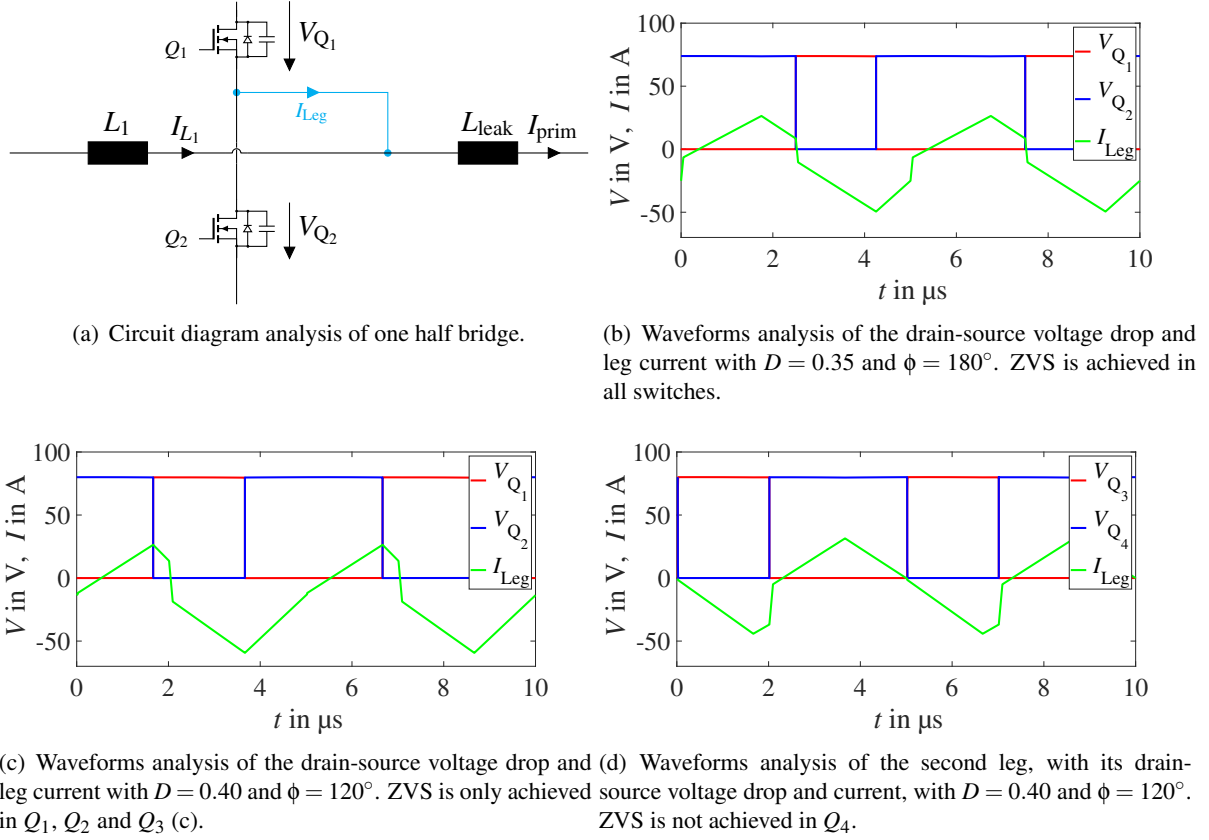 Q1
VQ1
ILeg
L1
IL1
Lleak
Iprim
Q2
VQ2
(a) Circuit diagram analysis of one half bridge.
100
50
0
-50
0 2 4 6 8 10
V in V, I in A
t in μs
VQ1
VQ2
ILeg
(b) Waveforms analysis of the drain-source voltage drop and
leg current with D = 0.35 and ϕ = 180°. ZVS is achieved in
all switches.
100
50
0
-50
0 2 4 6 8 10
V in V, I in A
t in μs
VQ1
VQ2
ILeg
(c) Waveforms analysis of the drain-source voltage drop and
leg current with D = 0.40 and ϕ = 120°. ZVS is only achieved
in Q1, Q2 and Q3 (c).
100
50
0
-50
0 2 4 6 8 10
V in V, I in A
t in μs
VQ3
VQ4
ILeg
(d) Waveforms analysis of the second leg, with its drain-
source voltage drop and current, with D = 0.40 and ϕ = 120°.
ZVS is not achieved in Q4.